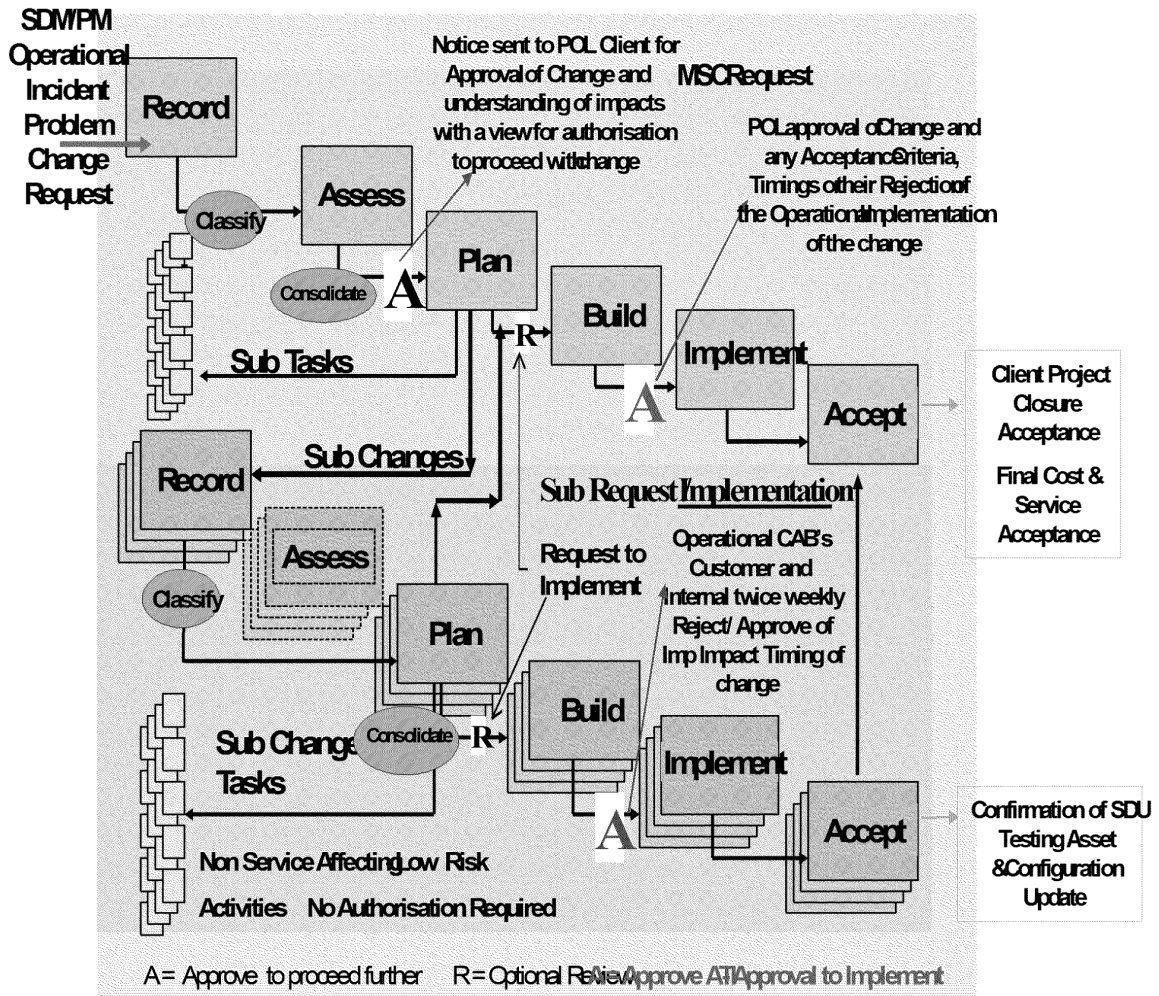 SDM/PM
Operational
Incident
Problem
Change
Request
Record
Notice sent to POL Client for
Approval of Change and
understanding of impacts
with a view for authorisation
to proceed with change
MSC Request
POL approval of Change and
any Acceptance Criteria,
Timings or their Rejection of
the Operational Implementation
of the change
Assess
Classify
Plan
Consolidate
A
Build
R
Implement
Sub Tasks
A
Accept
Client Project
Closure
Acceptance
Final Cost &
Service
Acceptance
Sub Changes
Record
Sub Request Implementation
Assess
Request to
Implement
Operational CAB's
Customer and
Internal twice weekly
Reject/ Approve of
Imp Impact Timing of
change
Classify
Plan
Build
Consolidate
R
Sub Change
Tasks
Implement
A
Accept
Confirmation of SDU
Testing Asset
& Configuration
Update
Non Service Affecting Low Risk
Activities No Authorisation Required
A = Approve to proceed further R = Optional Review A = Approve ATI Approval to Implement